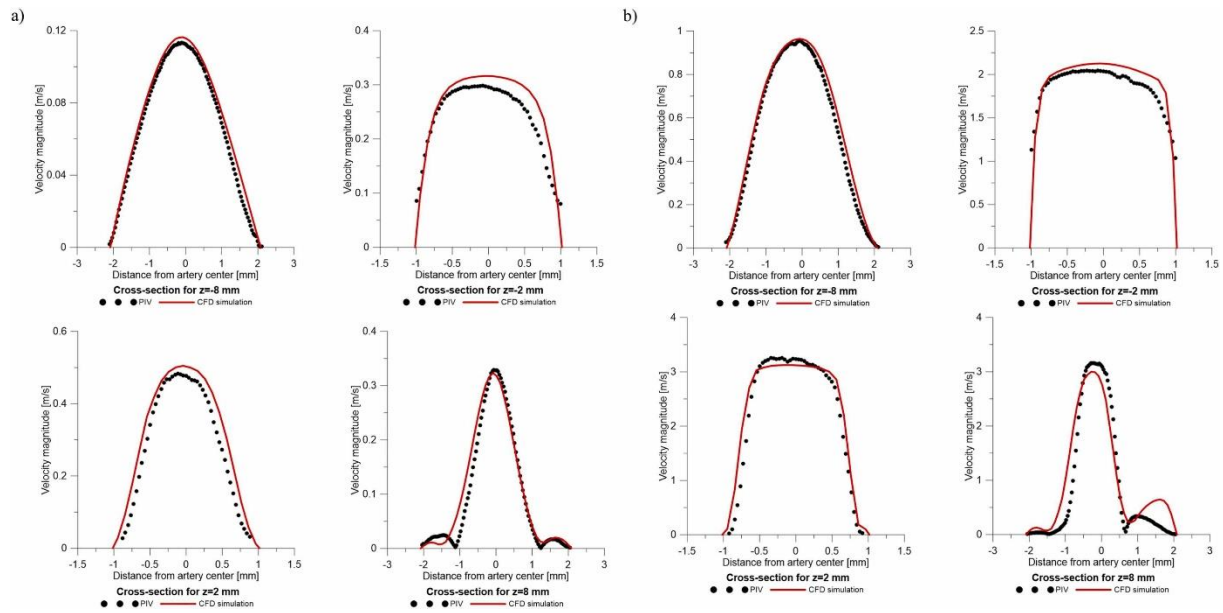 a)
Velocity magnitude [m/s]
0.12
0.08
0.04
0
-3 -2 -1 0 1 2 3
Distance from artery center [mm]
Cross-section for z=-8 mm
PIV CFD simulation
Velocity magnitude [m/s]
0.4
0.3
0.2
0.1
0
-1.5 -1 -0.5 0 0.5 1 1.5
Distance from artery center [mm]
Cross-section for z=-2 mm
PIV CFD simulation
Velocity magnitude [m/s]
0.6
0.4
0.2
0
-1.5 -1 -0.5 0 0.5 1 1.5
Distance from artery center [mm]
Cross-section for z=2 mm
PIV CFD simulation
Velocity magnitude [m/s]
0.4
0.3
0.2
0.1
0
-3 -2 -1 0 1 2 3
Distance from artery center [mm]
Cross-section for z=8 mm
PIV CFD simulation
b)
Velocity magnitude [m/s]
1
0.8
0.6
0.4
0.2
0
-3 -2 -1 0 1 2 3
Distance from artery center [mm]
Cross-section for z=-8 mm
PIV CFD simulation
Velocity magnitude [m/s]
2.5
2
1.5
1
0.5
0
-1.5 -1 -0.5 0 0.5 1 1.5
Distance from artery center [mm]
Cross-section for z=-2 mm
PIV CFD simulation
Velocity magnitude [m/s]
4
3
2
1
0
-1.5 -1 -0.5 0 0.5 1 1.5
Distance from artery center [mm]
Cross-section for z=2 mm
PIV CFD simulation
Velocity magnitude [m/s]
4
3
2
1
0
-3 -2 -1 0 1 2 3
Distance from artery center [mm]
Cross-section for z=8 mm
PIV CFD simulation